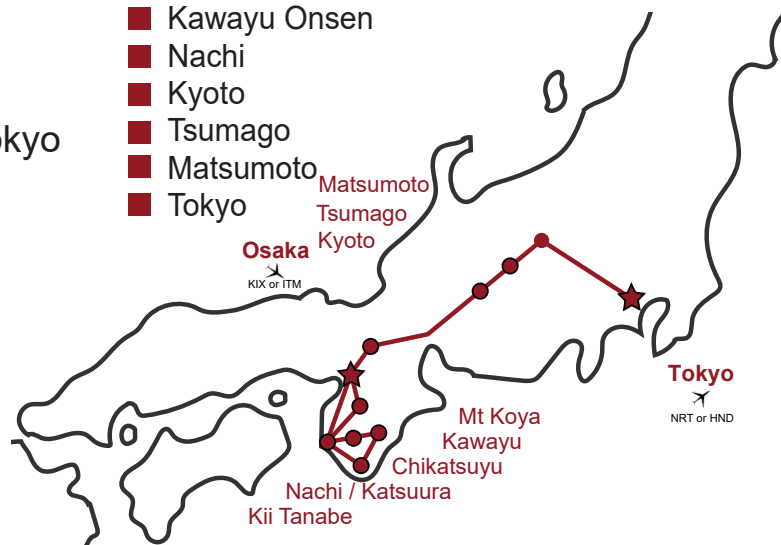 Kawayu Onsen
Nachi
Kyoto
Tsumago
Matsumoto
Tokyo
okyo
Matsumoto
Tsumago
Kyoto
Osaka
KIX or ITM
Tokyo
NRT or HND
Mt Koya
Kawayu
Chikatsuyu
Nachi / Katsuura
Kii Tanabe